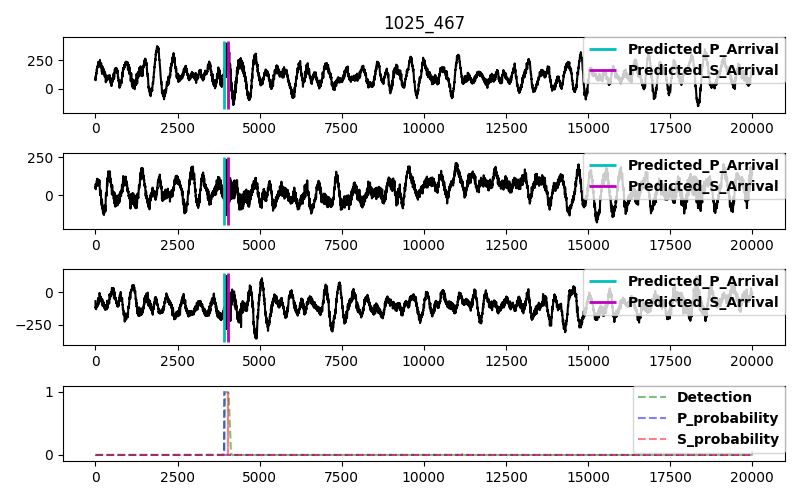 1025_467
250
0
Predicted_P_Arrival
Predicted_S_Arrival
0 2500 5000 7500 10000 12500 15000 17500 20000
250
0
Predicted_P_Arrival
Predicted_S_Arrival
0 2500 5000 7500 10000 12500 15000 17500 20000
0
−250
Predicted_P_Arrival
Predicted_S_Arrival
0 2500 5000 7500 10000 12500 15000 17500 20000
1
0
Detection
P_probability
S_probability
0 2500 5000 7500 10000 12500 15000 17500 20000